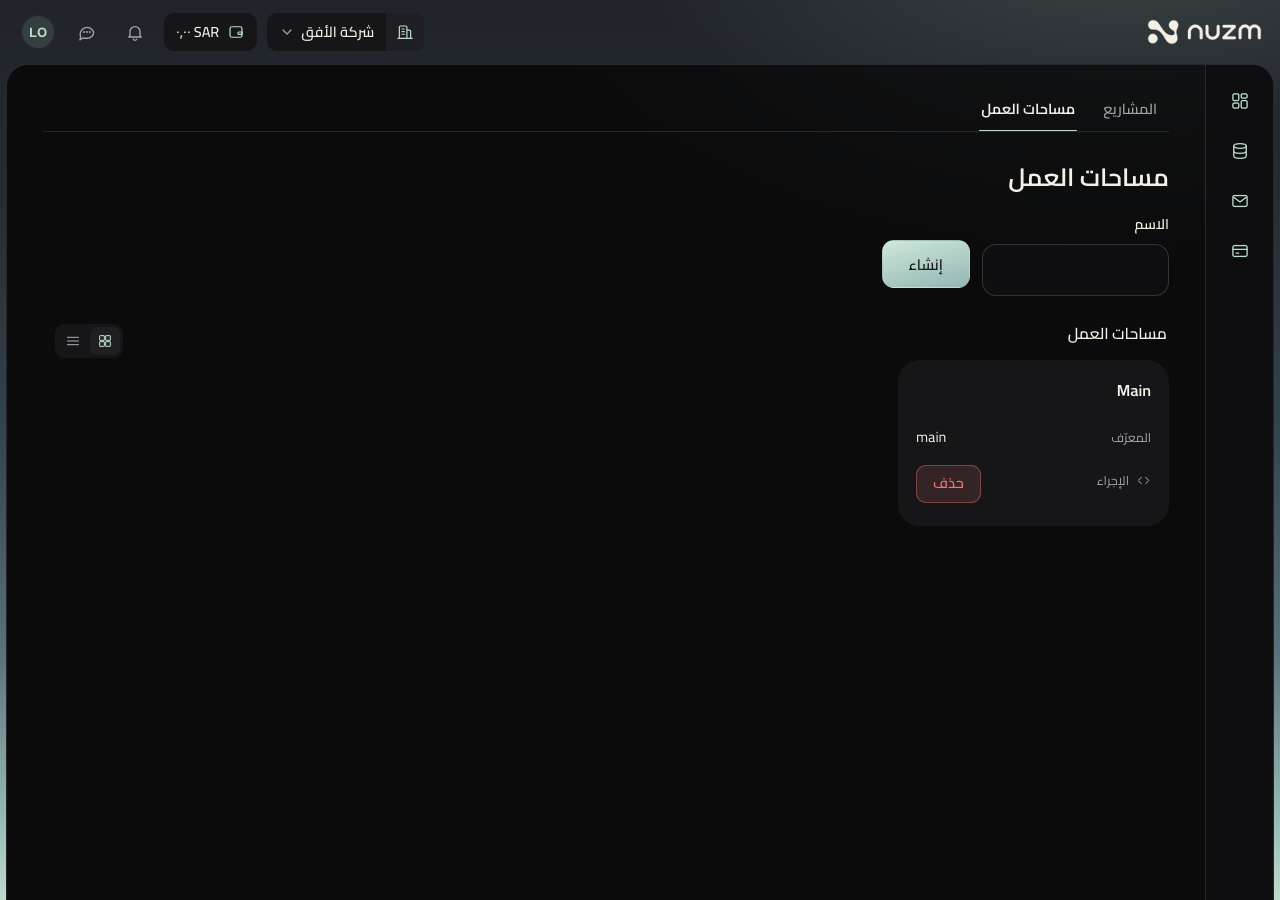 nuzm
شركة الأفق
٠,٠٠ SAR
LO
المشاريع
مساحات العمل
مساحات العمل
الاسم
إنشاء
مساحات العمل
Main
المعرّف
main
الإجراء
حذف